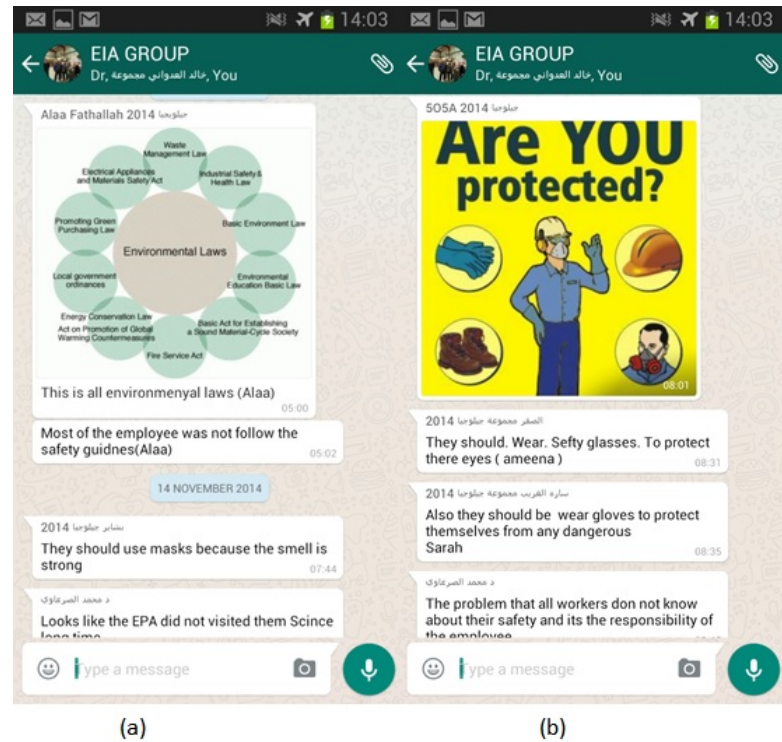 14:03
EIA GROUP
Dr, خالد العدواني مجموعة, You
Alaa Fathallah 2014 جيلوجيا
Waste
Management Law
Electrical Appliances
and Materials Safety Act
Industrial Safety &
Health Law
Promoting Green
Purchasing Law
Basic Environment Law
Environmental Laws
Local government
ordinances
Environmental
Education Basic Law
Energy Conservation Law
Act on Promotion of Global
Warming Countermeasures
Basic Act for Establishing
a Sound Material-Cycle Society
Fire Service Act
This is all environmenyal laws (Alaa)
05:00
Most of the employee was not follow the
safety guidnes(Alaa)
05:02
14 NOVEMBER 2014
بشاير جيلوجيا 2014
They should use masks because the smell is
strong
07:44
د محمد الصرعاوي
Looks like the EPA did not visited them Scince
long time
Type a message
(a)
14:03
EIA GROUP
Dr, خالد العدواني مجموعة, You
5O5A 2014 جيلوجيا
Are YOU
protected?
08:01
الصقر مجموعة جيلوجيا 2014
They should. Wear. Sefty glasses. To protect
there eyes ( ameena )
08:31
ساره الغريب مجموعة جيلوجيا 2014
Also they should be wear gloves to protect
themselves from any dangerous
Sarah
08:35
د محمد الصرعاوي
The problem that all workers don not know
about their safety and its the responsibility of
the employee
Type a message
(b)